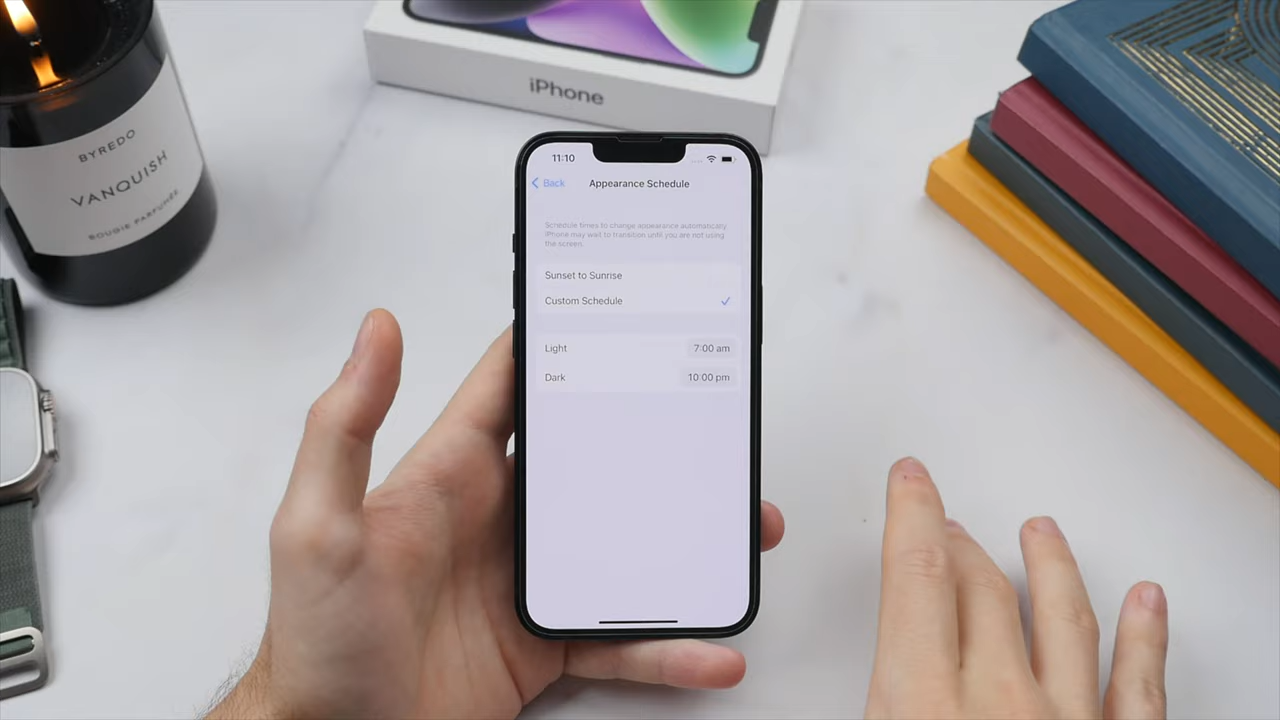 BYREDO
VANQUISH
BOUGIE PARFUMÉE
iPhone
11:10
Back
Appearance Schedule
Schedule times to change appearance automatically
iPhone may wait to transition until you are not using
the screen.
Sunset to Sunrise
Custom Schedule
Light 7:00 am
Dark 10:00 pm